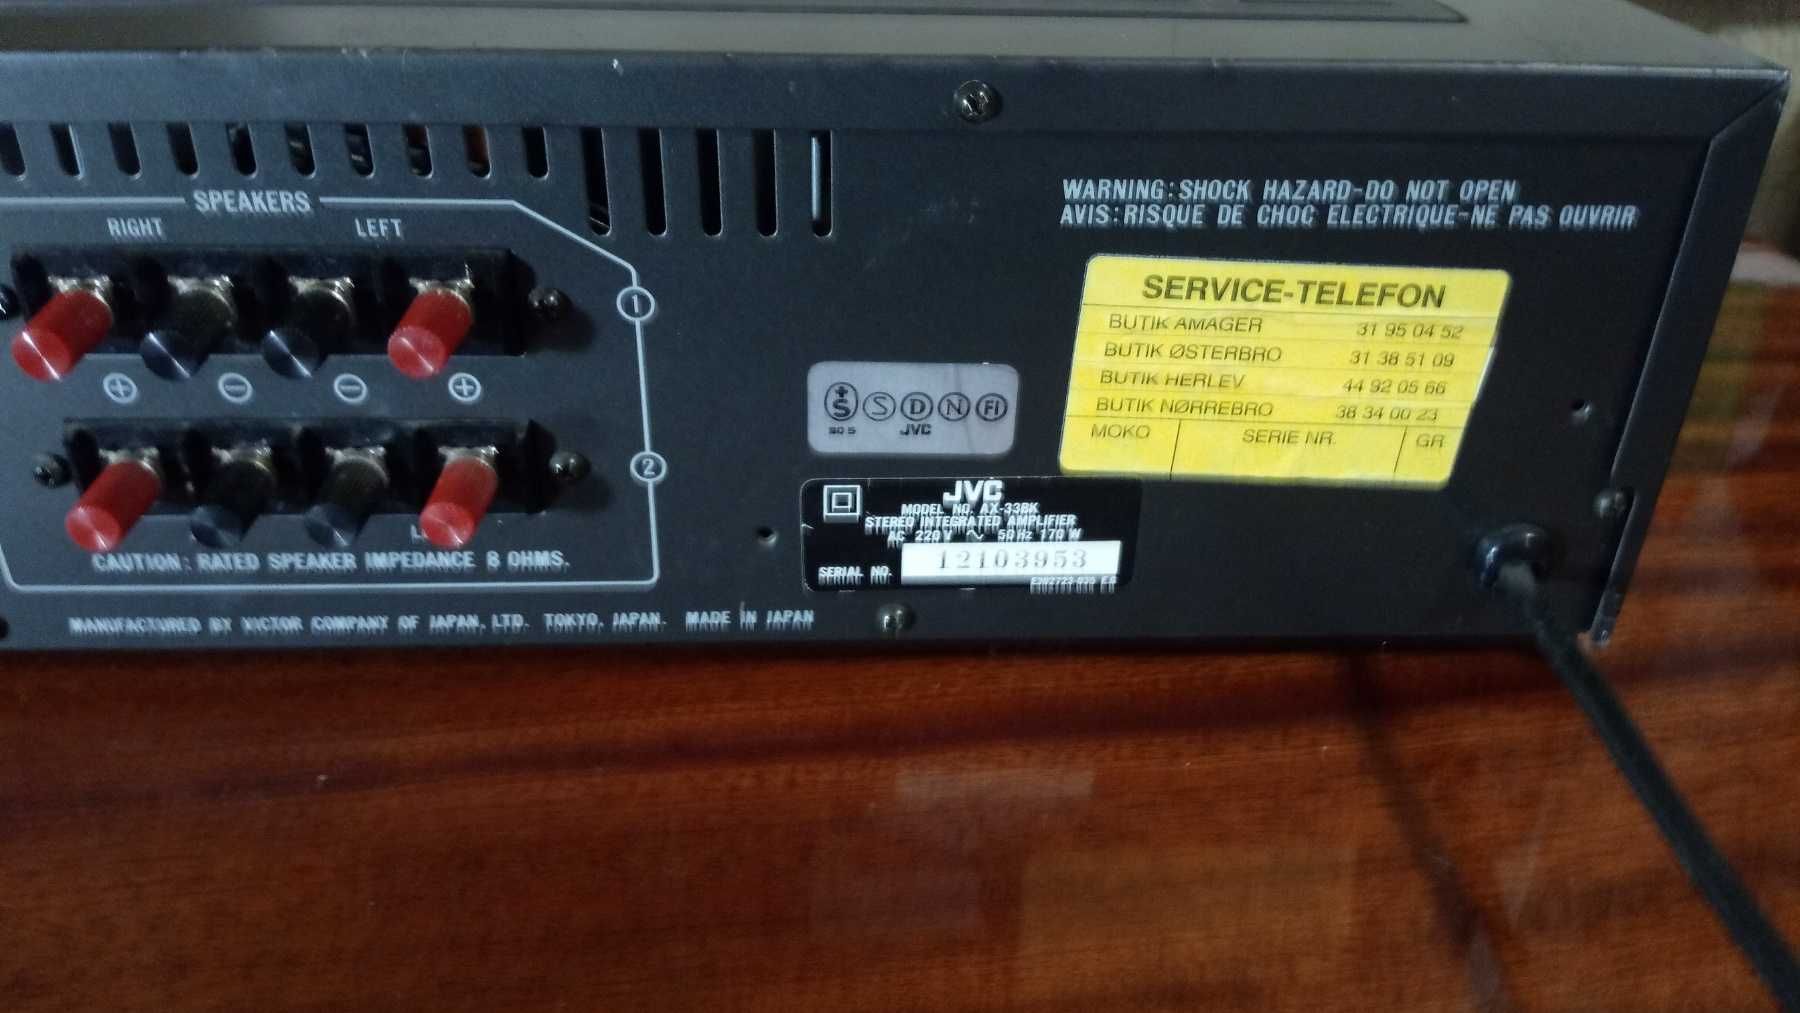 SPEAKERS
RIGHT LEFT
1
+ − − +
2
CAUTION: RATED SPEAKER IMPEDANCE 8 OHMS.
MANUFACTURED BY VICTOR COMPANY OF JAPAN, LTD. TOKYO, JAPAN. MADE IN JAPAN
WARNING: SHOCK HAZARD-DO NOT OPEN
AVIS: RISQUE DE CHOC ELECTRIQUE-NE PAS OUVRIR
SERVICE-TELEFON
BUTIK AMAGER 31 95 04 52
BUTIK ØSTERBRO 31 38 51 09
BUTIK HERLEV 44 92 05 66
BUTIK NØRREBRO 38 34 00 23
MOKO SERIE NR. GR
S S D N FI
JVC
JVC
MODEL NO. AX-33BK
STEREO INTEGRATED AMPLIFIER
AC 220V ~ 50Hz 170W
SERIAL NO. 12103953